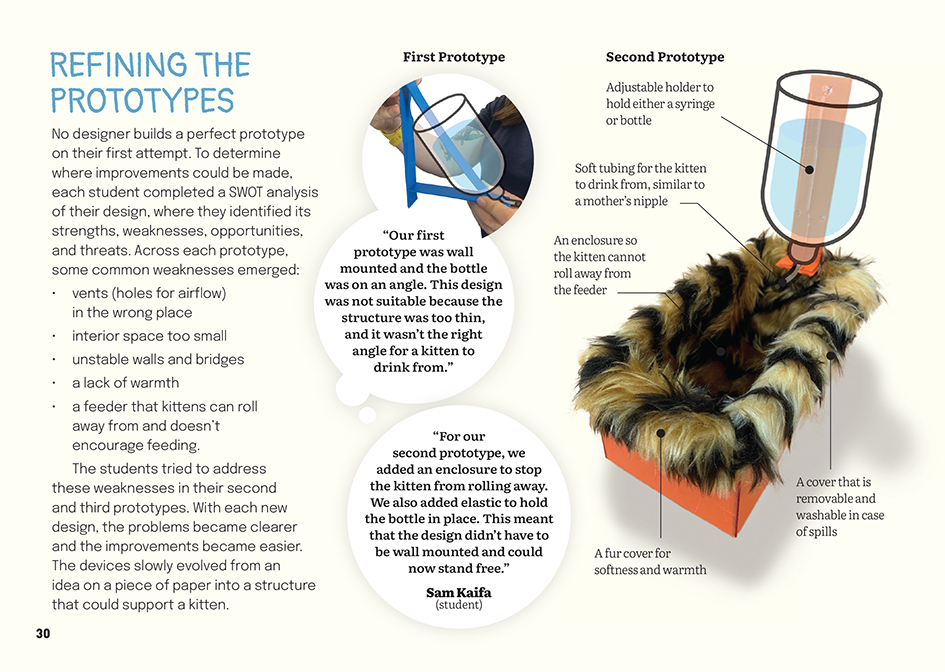 REFINING THE
PROTOTYPES
No designer builds a perfect prototype
on their first attempt. To determine
where improvements could be made,
each student completed a SWOT analysis
of their design, where they identified its
strengths, weaknesses, opportunities,
and threats. Across each prototype,
some common weaknesses emerged:
• vents (holes for airflow)
in the wrong place
• interior space too small
• unstable walls and bridges
• a lack of warmth
• a feeder that kittens can roll
away from and doesn’t
encourage feeding.
The students tried to address
these weaknesses in their second
and third prototypes. With each new
design, the problems became clearer
and the improvements became easier.
The devices slowly evolved from an
idea on a piece of paper into a structure
that could support a kitten.
30
First Prototype
“Our first
prototype was wall
mounted and the bottle
was on an angle. This design
was not suitable because the
structure was too thin,
and it wasn’t the right
angle for a kitten to
drink from.”
“For our
second prototype, we
added an enclosure to stop
the kitten from rolling away.
We also added elastic to hold
the bottle in place. This meant
that the design didn’t have to
be wall mounted and could
now stand free.”
Sam Kaifa
(student)
Second Prototype
Adjustable holder to
hold either a syringe
or bottle
Soft tubing for the kitten
to drink from, similar to
a mother’s nipple
An enclosure so
the kitten cannot
roll away from
the feeder
A cover that is
removable and
washable in case
of spills
A fur cover for
softness and warmth